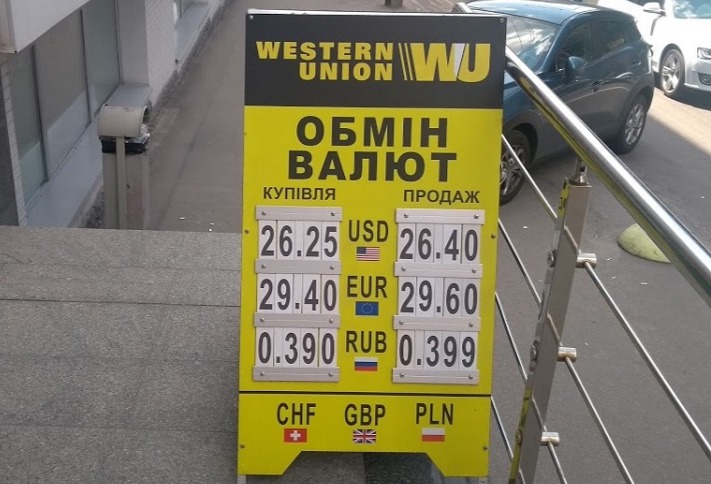 WESTERN UNION WU
ОБМІН
ВАЛЮТ
КУПІВЛЯ ПРОДАЖ
26.25 USD 26.40
29.40 EUR 29.60
0.390 RUB 0.399
CHF GBP PLN